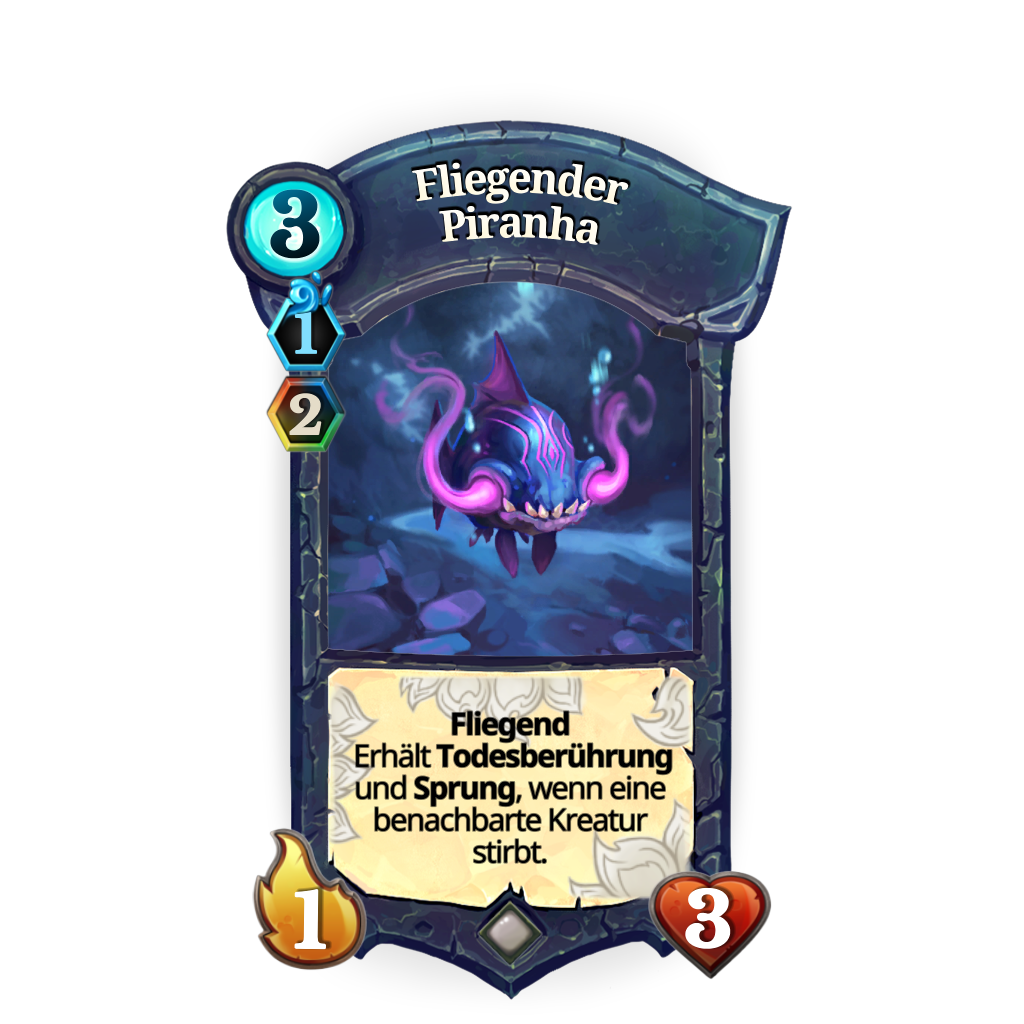 Fliegender
Piranha
3
1
2
Fliegend
Erhält Todesberührung
und Sprung, wenn eine
benachbarte Kreatur
stirbt.
1
3